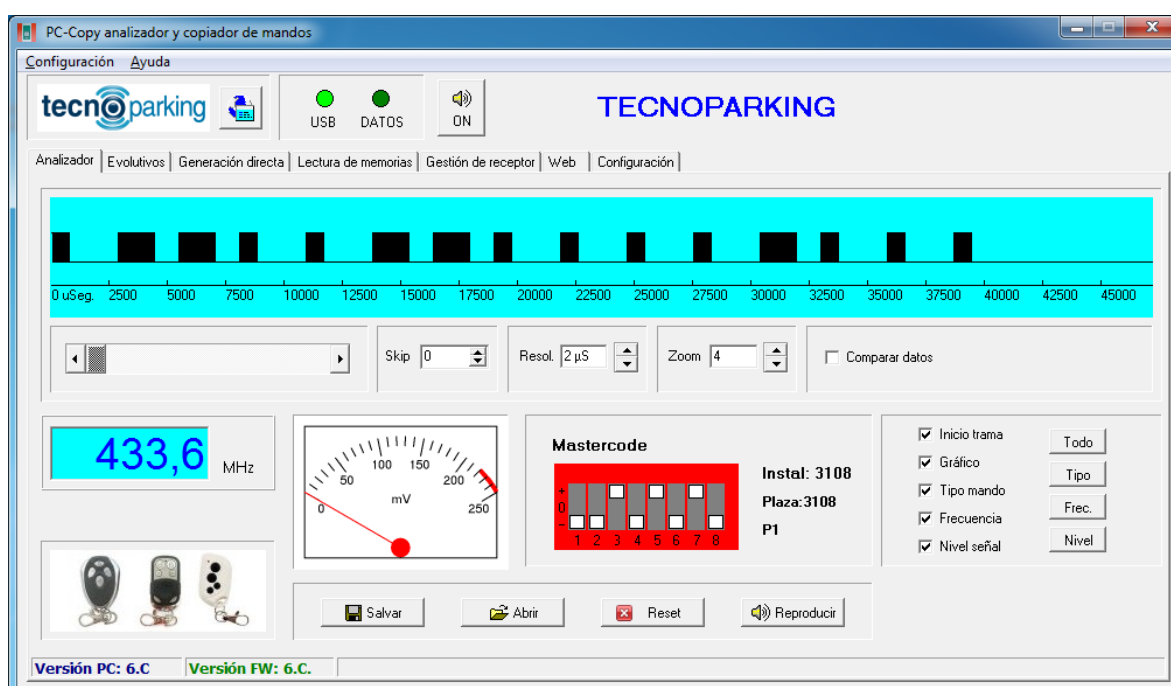 PC-Copy analizador y copiador de mandos
Configuración Ayuda
tecnoparking
USB DATOS ON
TECNOPARKING
Analizador Evolutivos Generación directa Lectura de memorias Gestión de receptor Web Configuración
0 uSeg. 2500 5000 7500 10000 12500 15000 17500 20000 22500 25000 27500 30000 32500 35000 37500 40000 42500 45000
Skip 0 Resol. 2 µS Zoom 4 Comparar datos
433,6 MHz
0 50 100 150 200 250
mV
Mastercode
+
0
-
1 2 3 4 5 6 7 8
Instal: 3108
Plaza:3108
P1
Inicio trama
Gráfico
Tipo mando
Frecuencia
Nivel señal
Todo
Tipo
Frec.
Nivel
Salvar Abrir Reset Reproducir
Versión PC: 6.C Versión FW: 6.C.